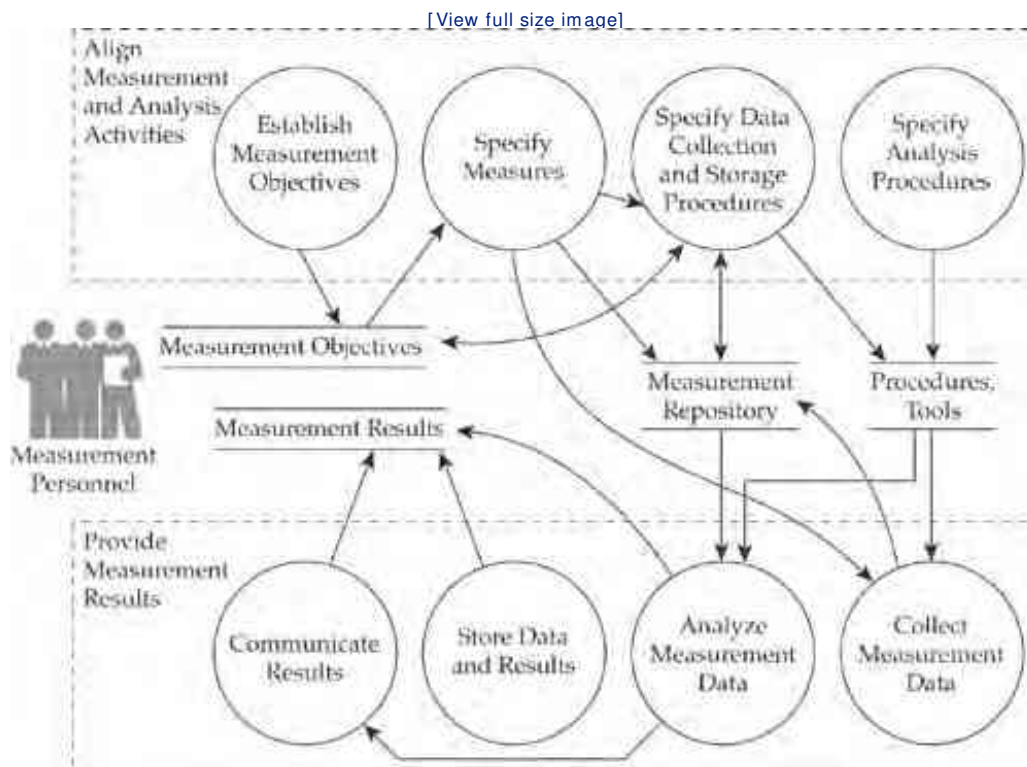 [View full size image]
Align
Measurement
and Analysis
Activities
Establish
Measurement
Objectives
Specify
Measures
Specify Data
Collection
and Storage
Procedures
Specify
Analysis
Procedures
Measurement Objectives
Measurement
Repository
Procedures,
Tools
Measurement Results
Measurement
Personnel
Provide
Measurement
Results
Communicate
Results
Store Data
and Results
Analyze
Measurement
Data
Collect
Measurement
Data